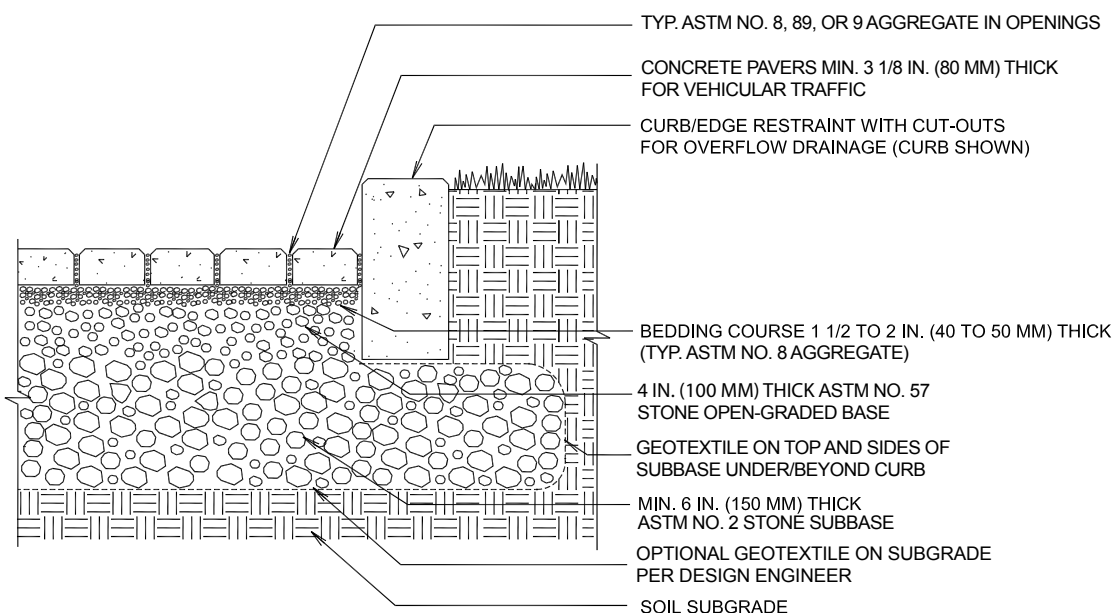 TYP. ASTM NO. 8, 89, OR 9 AGGREGATE IN OPENINGS
CONCRETE PAVERS MIN. 3 1/8 IN. (80 MM) THICK
FOR VEHICULAR TRAFFIC
CURB/EDGE RESTRAINT WITH CUT-OUTS
FOR OVERFLOW DRAINAGE (CURB SHOWN)
BEDDING COURSE 1 1/2 TO 2 IN. (40 TO 50 MM) THICK
(TYP. ASTM NO. 8 AGGREGATE)
4 IN. (100 MM) THICK ASTM NO. 57
STONE OPEN-GRADED BASE
GEOTEXTILE ON TOP AND SIDES OF
SUBBASE UNDER/BEYOND CURB
MIN. 6 IN. (150 MM) THICK
ASTM NO. 2 STONE SUBBASE
OPTIONAL GEOTEXTILE ON SUBGRADE
PER DESIGN ENGINEER
SOIL SUBGRADE